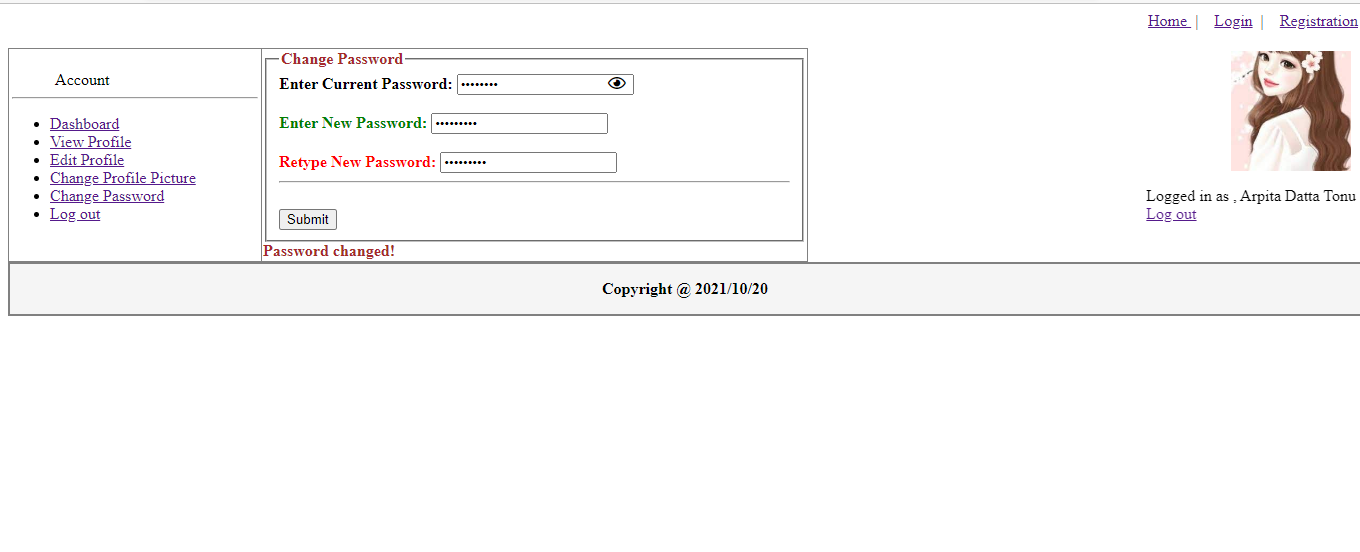 Home | Login | Registration
Account
Dashboard
View Profile
Edit Profile
Change Profile Picture
Change Password
Log out
Change Password
Enter Current Password: ••••••••
Enter New Password: •••••••••
Retype New Password: •••••••••
Submit
Password changed!
Logged in as , Arpita Datta Tonu
Log out
Copyright @ 2021/10/20